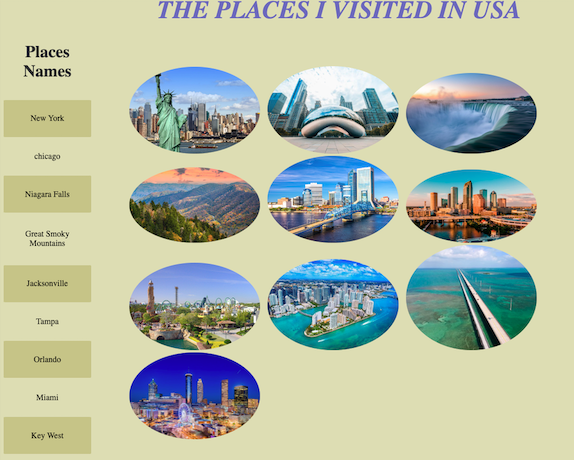 THE PLACES I VISITED IN USA
Places
Names
New York
chicago
Niagara Falls
Great Smoky
Mountains
Jacksonville
Tampa
Orlando
Miami
Key West